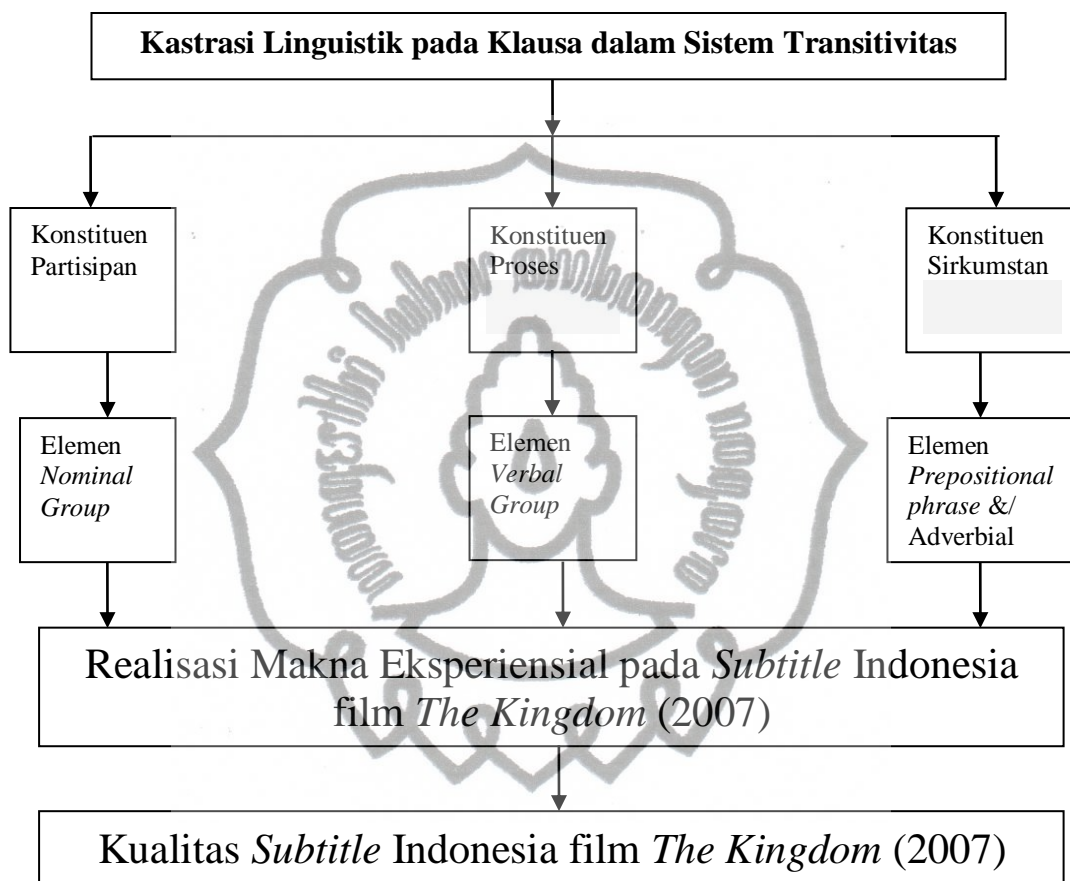 Kastrasi Linguistik pada Klausa dalam Sistem Transitivitas
Konstituen
Partisipan
Konstituen
Proses
Konstituen
Sirkumstan
Elemen
Nominal
Group
Elemen
Verbal
Group
Elemen
Prepositional
phrase &/
Adverbial
Realisasi Makna Eksperiensial pada Subtitle Indonesia
film The Kingdom (2007)
Kualitas Subtitle Indonesia film The Kingdom (2007)